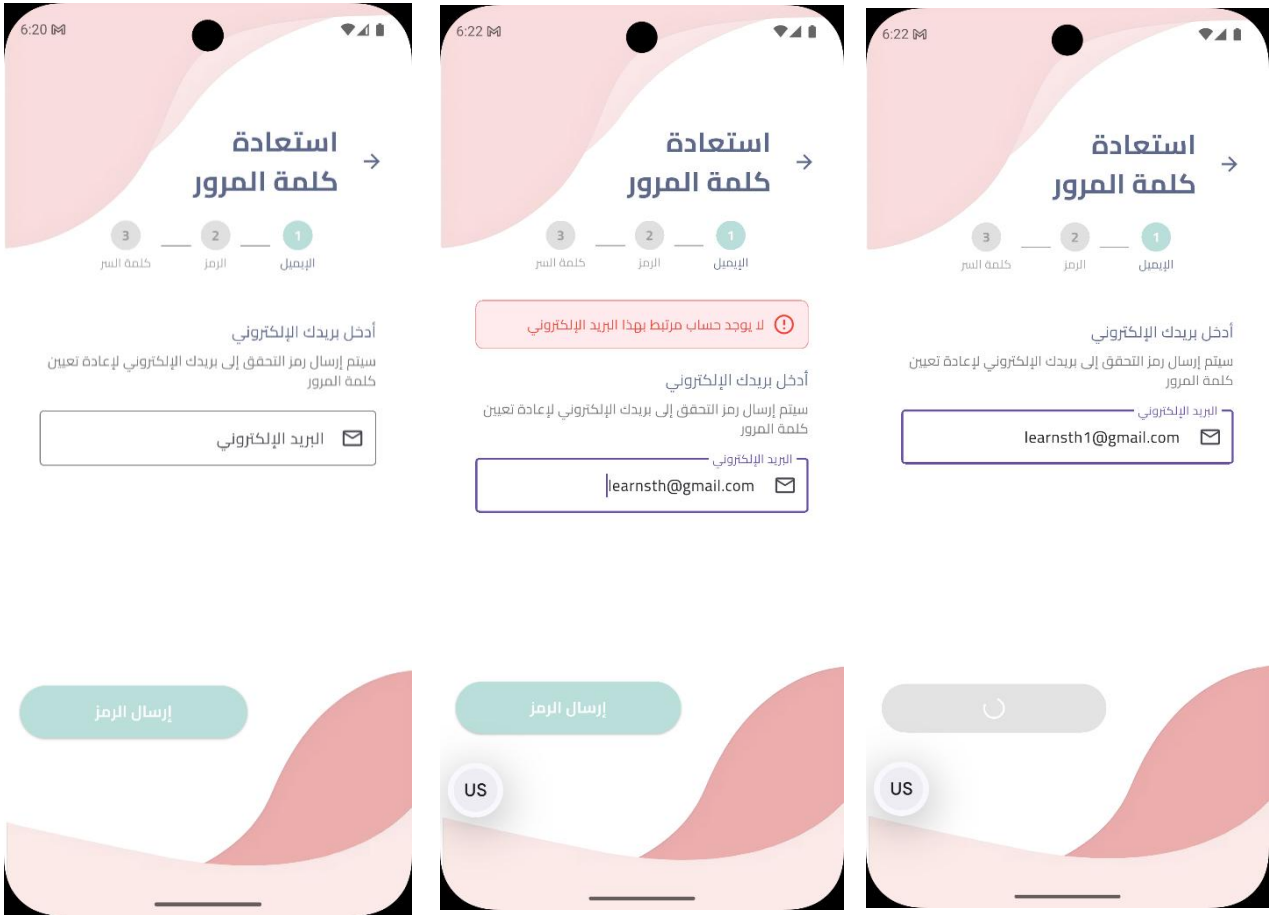 6:20
استعادة
كلمة المرور
1
2
3
الإيميل
الرمز
كلمة السر
أدخل بريدك الإلكتروني
سيتم إرسال رمز التحقق إلى بريدك الإلكتروني لإعادة تعيين
كلمة المرور
البريد الإلكتروني
إرسال الرمز
6:22
استعادة
كلمة المرور
1
2
3
الإيميل
الرمز
كلمة السر
لا يوجد حساب مرتبط بهذا البريد الإلكتروني
أدخل بريدك الإلكتروني
سيتم إرسال رمز التحقق إلى بريدك الإلكتروني لإعادة تعيين
كلمة المرور
البريد الإلكتروني
learnsth@gmail.com
إرسال الرمز
US
6:22
استعادة
كلمة المرور
1
2
3
الإيميل
الرمز
كلمة السر
أدخل بريدك الإلكتروني
سيتم إرسال رمز التحقق إلى بريدك الإلكتروني لإعادة تعيين
كلمة المرور
البريد الإلكتروني
learnsth1@gmail.com
US